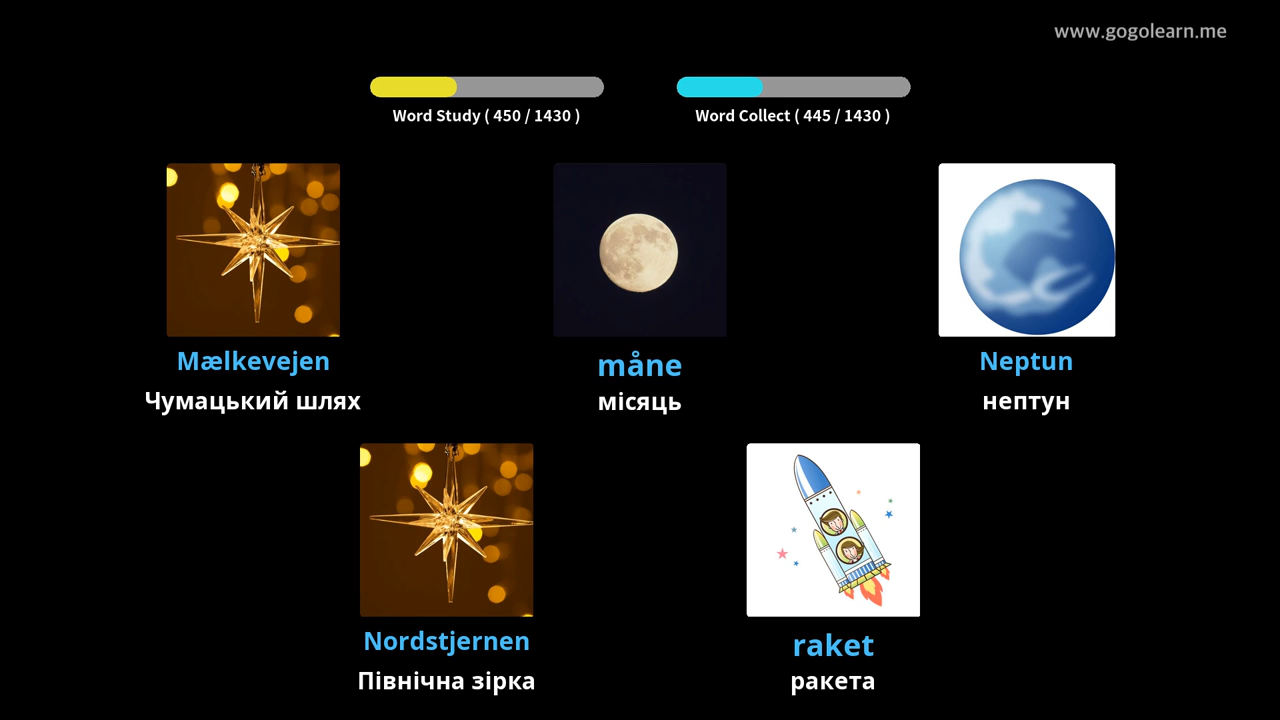 www.gogolearn.me
Word Study ( 450 / 1430 )
Word Collect ( 445 / 1430 )
Mælkevejen
Чумацький шлях
måne
місяць
Neptun
нептун
Nordstjernen
Північна зірка
raket
ракета